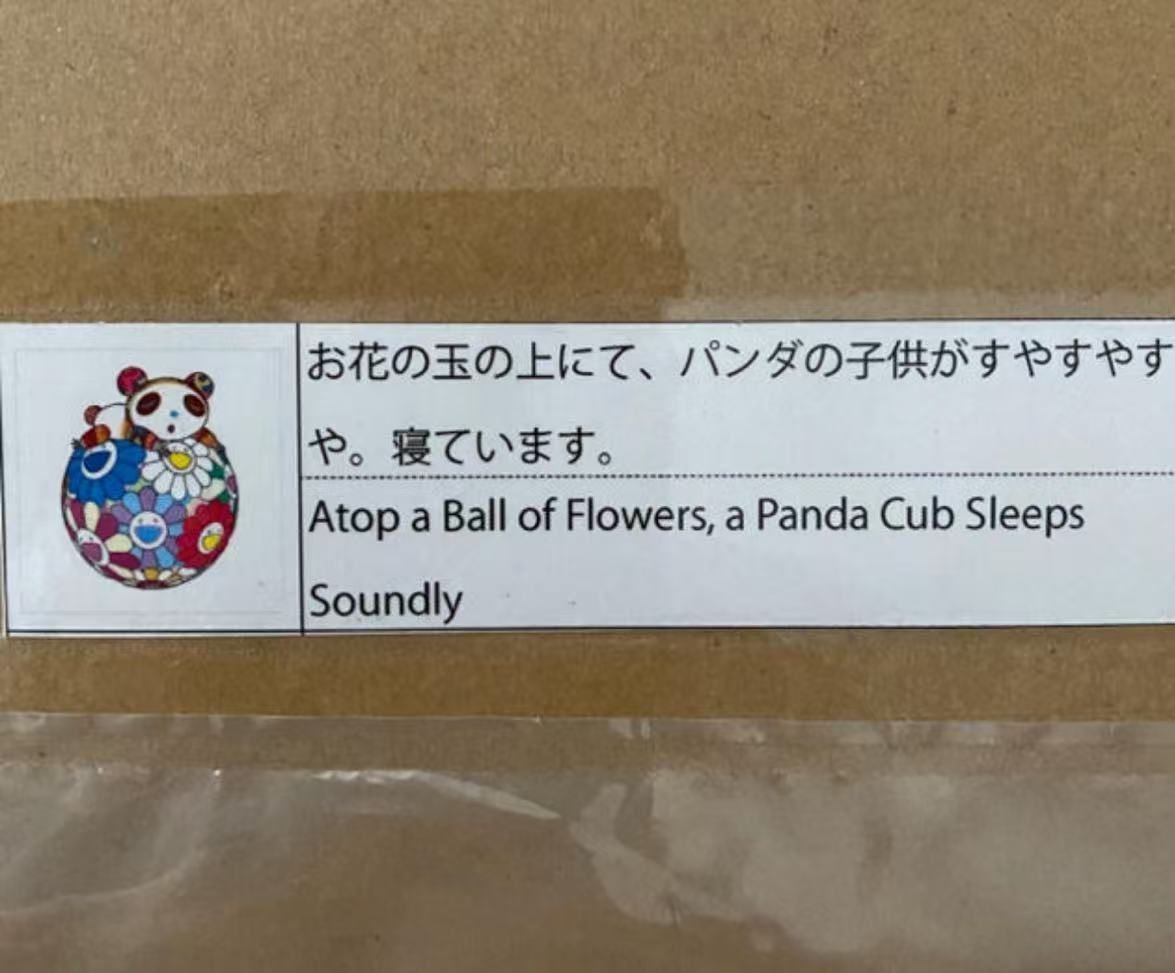 お花の玉の上にて、パンダの子供がすやすやす
や。寝ています。
Atop a Ball of Flowers, a Panda Cub Sleeps
Soundly